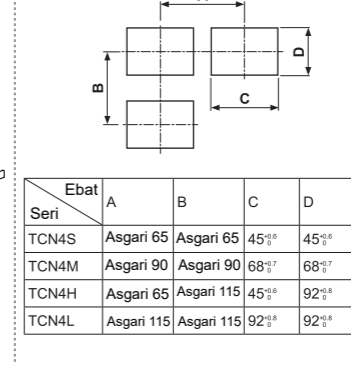 D
B
C
Ebat
Seri A B C D
TCN4S Asgari 65 Asgari 65 45+0.6 0 45+0.6 0
TCN4M Asgari 90 Asgari 90 68+0.7 0 68+0.7 0
TCN4H Asgari 65 Asgari 115 45+0.6 0 92+0.8 0
TCN4L Asgari 115 Asgari 115 92+0.8 0 92+0.8 0